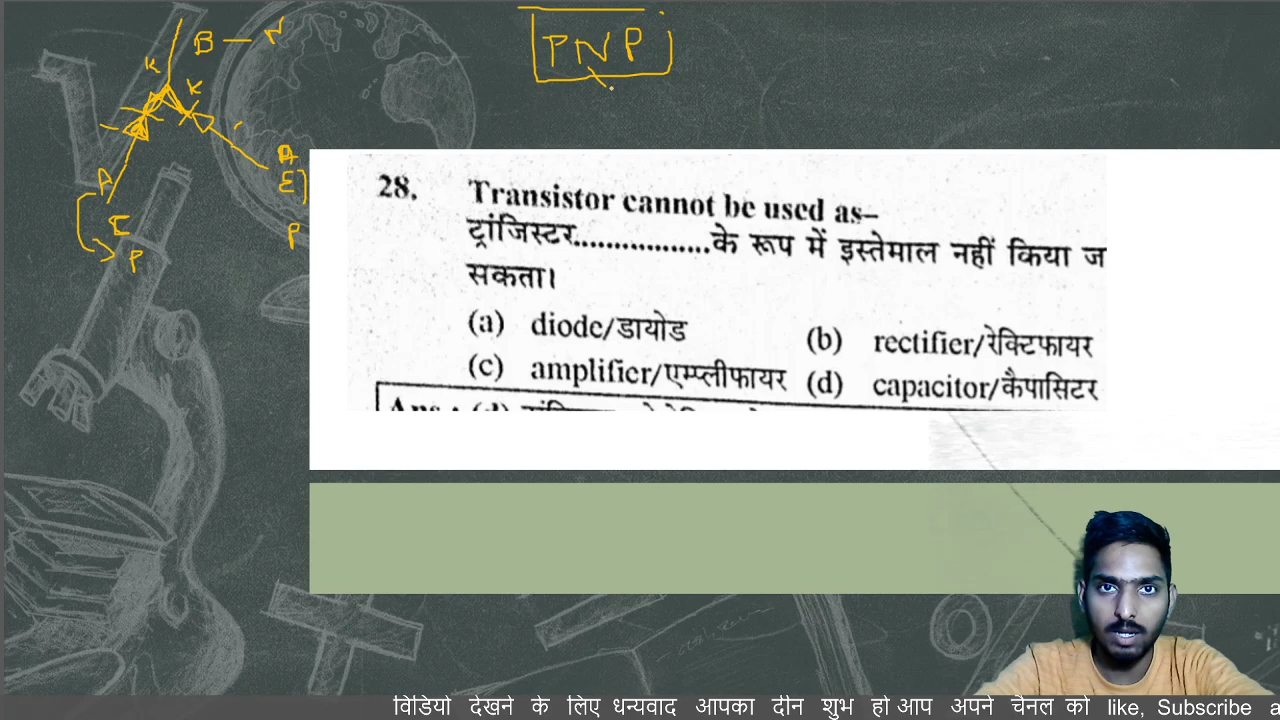 B — N
PNP
K
K
A
A
E
E
P
P
28. Transistor cannot be used as–
ट्रांजिस्टर.................के रूप में इस्तेमाल नहीं किया ज
सकता।
(a) diode/डायोड (b) rectifier/रेक्टिफायर
(c) amplifier/एम्प्लीफायर (d) capacitor/कैपासिटर
Ans : (d)
विडियो देखने के लिए धन्यवाद आपका दीन शुभ हो आप अपने चैनल को like, Subscribe a